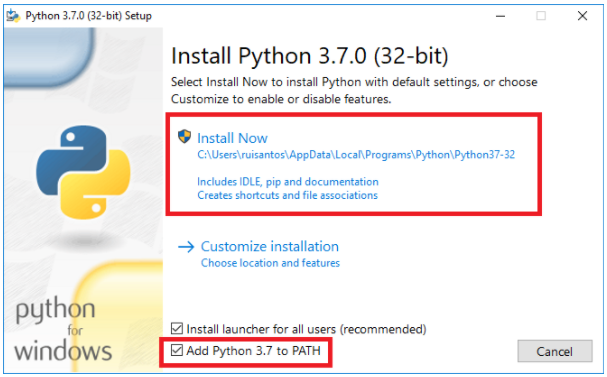 Python 3.7.0 (32-bit) Setup
Install Python 3.7.0 (32-bit)
Select Install Now to install Python with default settings, or choose
Customize to enable or disable features.
Install Now
C:\Users\ruisantos\AppData\Local\Programs\Python\Python37-32
Includes IDLE, pip and documentation
Creates shortcuts and file associations
Customize installation
Choose location and features
python
for
windows
Install launcher for all users (recommended)
Add Python 3.7 to PATH
Cancel